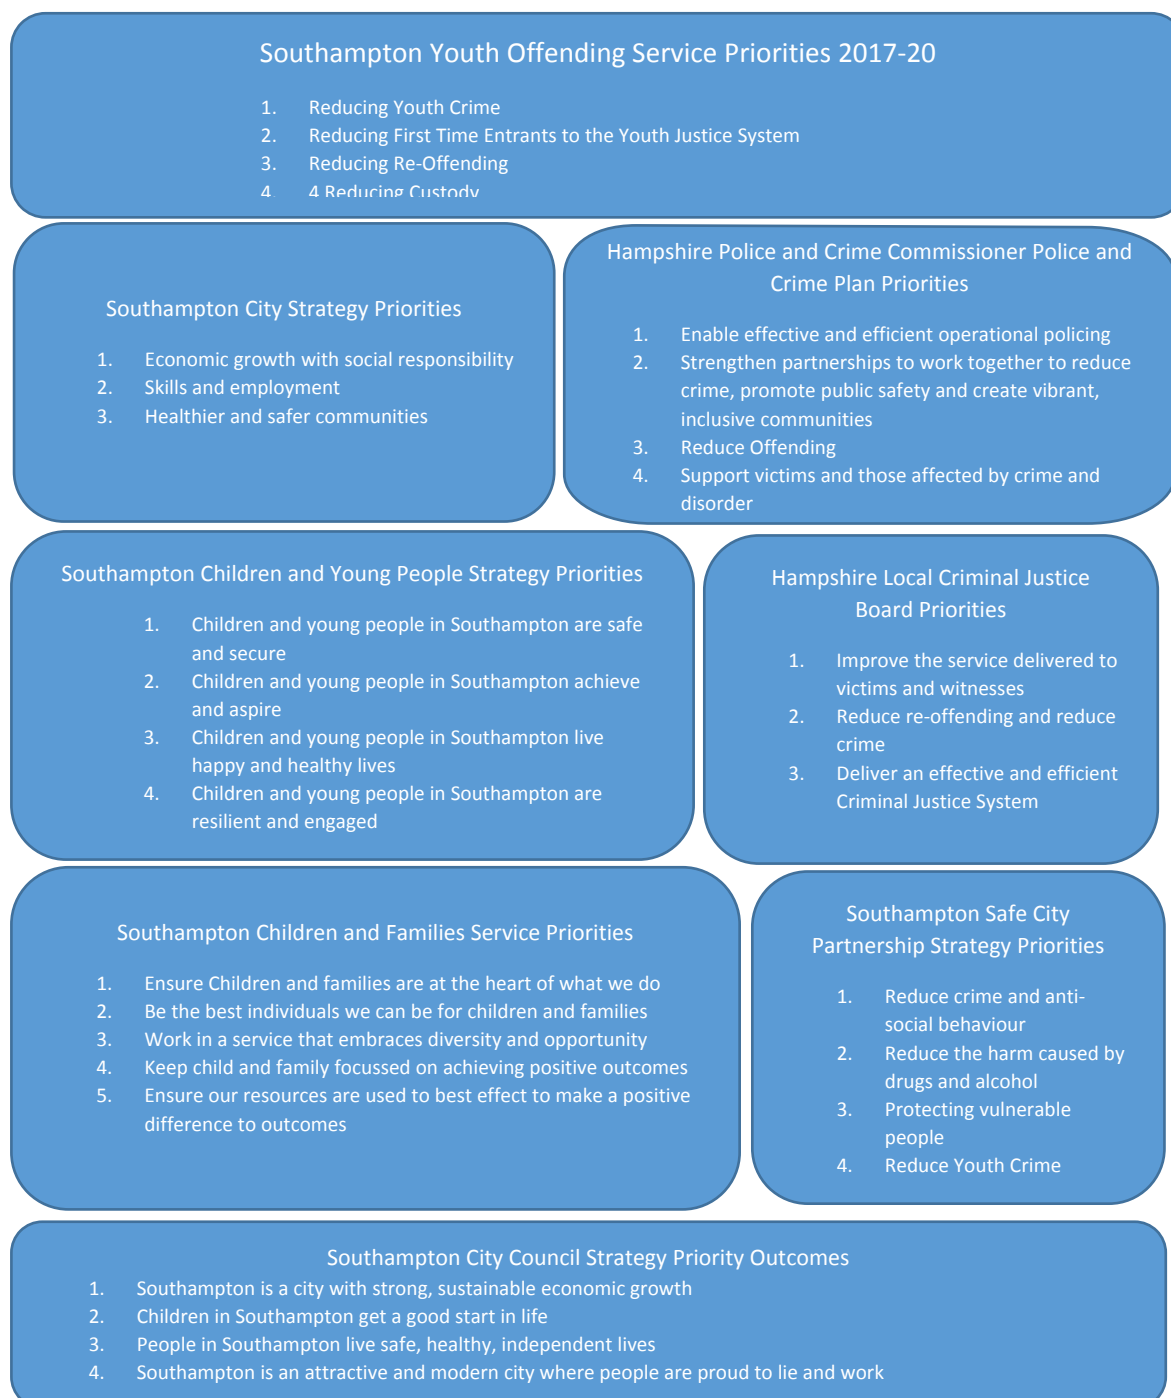 Southampton Youth Offending Service Priorities 2017-20
1. Reducing Youth Crime
2. Reducing First Time Entrants to the Youth Justice System
3. Reducing Re-Offending
4. 4 Reducing Custody
Southampton City Strategy Priorities
1. Economic growth with social responsibility
2. Skills and employment
3. Healthier and safer communities
Hampshire Police and Crime Commissioner Police and
Crime Plan Priorities
1. Enable effective and efficient operational policing
2. Strengthen partnerships to work together to reduce
crime, promote public safety and create vibrant,
inclusive communities
3. Reduce Offending
4. Support victims and those affected by crime and
disorder
Southampton Children and Young People Strategy Priorities
1. Children and young people in Southampton are safe
and secure
2. Children and young people in Southampton achieve
and aspire
3. Children and young people in Southampton live
happy and healthy lives
4. Children and young people in Southampton are
resilient and engaged
Hampshire Local Criminal Justice
Board Priorities
1. Improve the service delivered to
victims and witnesses
2. Reduce re-offending and reduce
crime
3. Deliver an effective and efficient
Criminal Justice System
Southampton Children and Families Service Priorities
1. Ensure Children and families are at the heart of what we do
2. Be the best individuals we can be for children and families
3. Work in a service that embraces diversity and opportunity
4. Keep child and family focussed on achieving positive outcomes
5. Ensure our resources are used to best effect to make a positive
difference to outcomes
Southampton Safe City
Partnership Strategy Priorities
1. Reduce crime and anti-
social behaviour
2. Reduce the harm caused by
drugs and alcohol
3. Protecting vulnerable
people
4. Reduce Youth Crime
Southampton City Council Strategy Priority Outcomes
1. Southampton is a city with strong, sustainable economic growth
2. Children in Southampton get a good start in life
3. People in Southampton live safe, healthy, independent lives
4. Southampton is an attractive and modern city where people are proud to lie and work